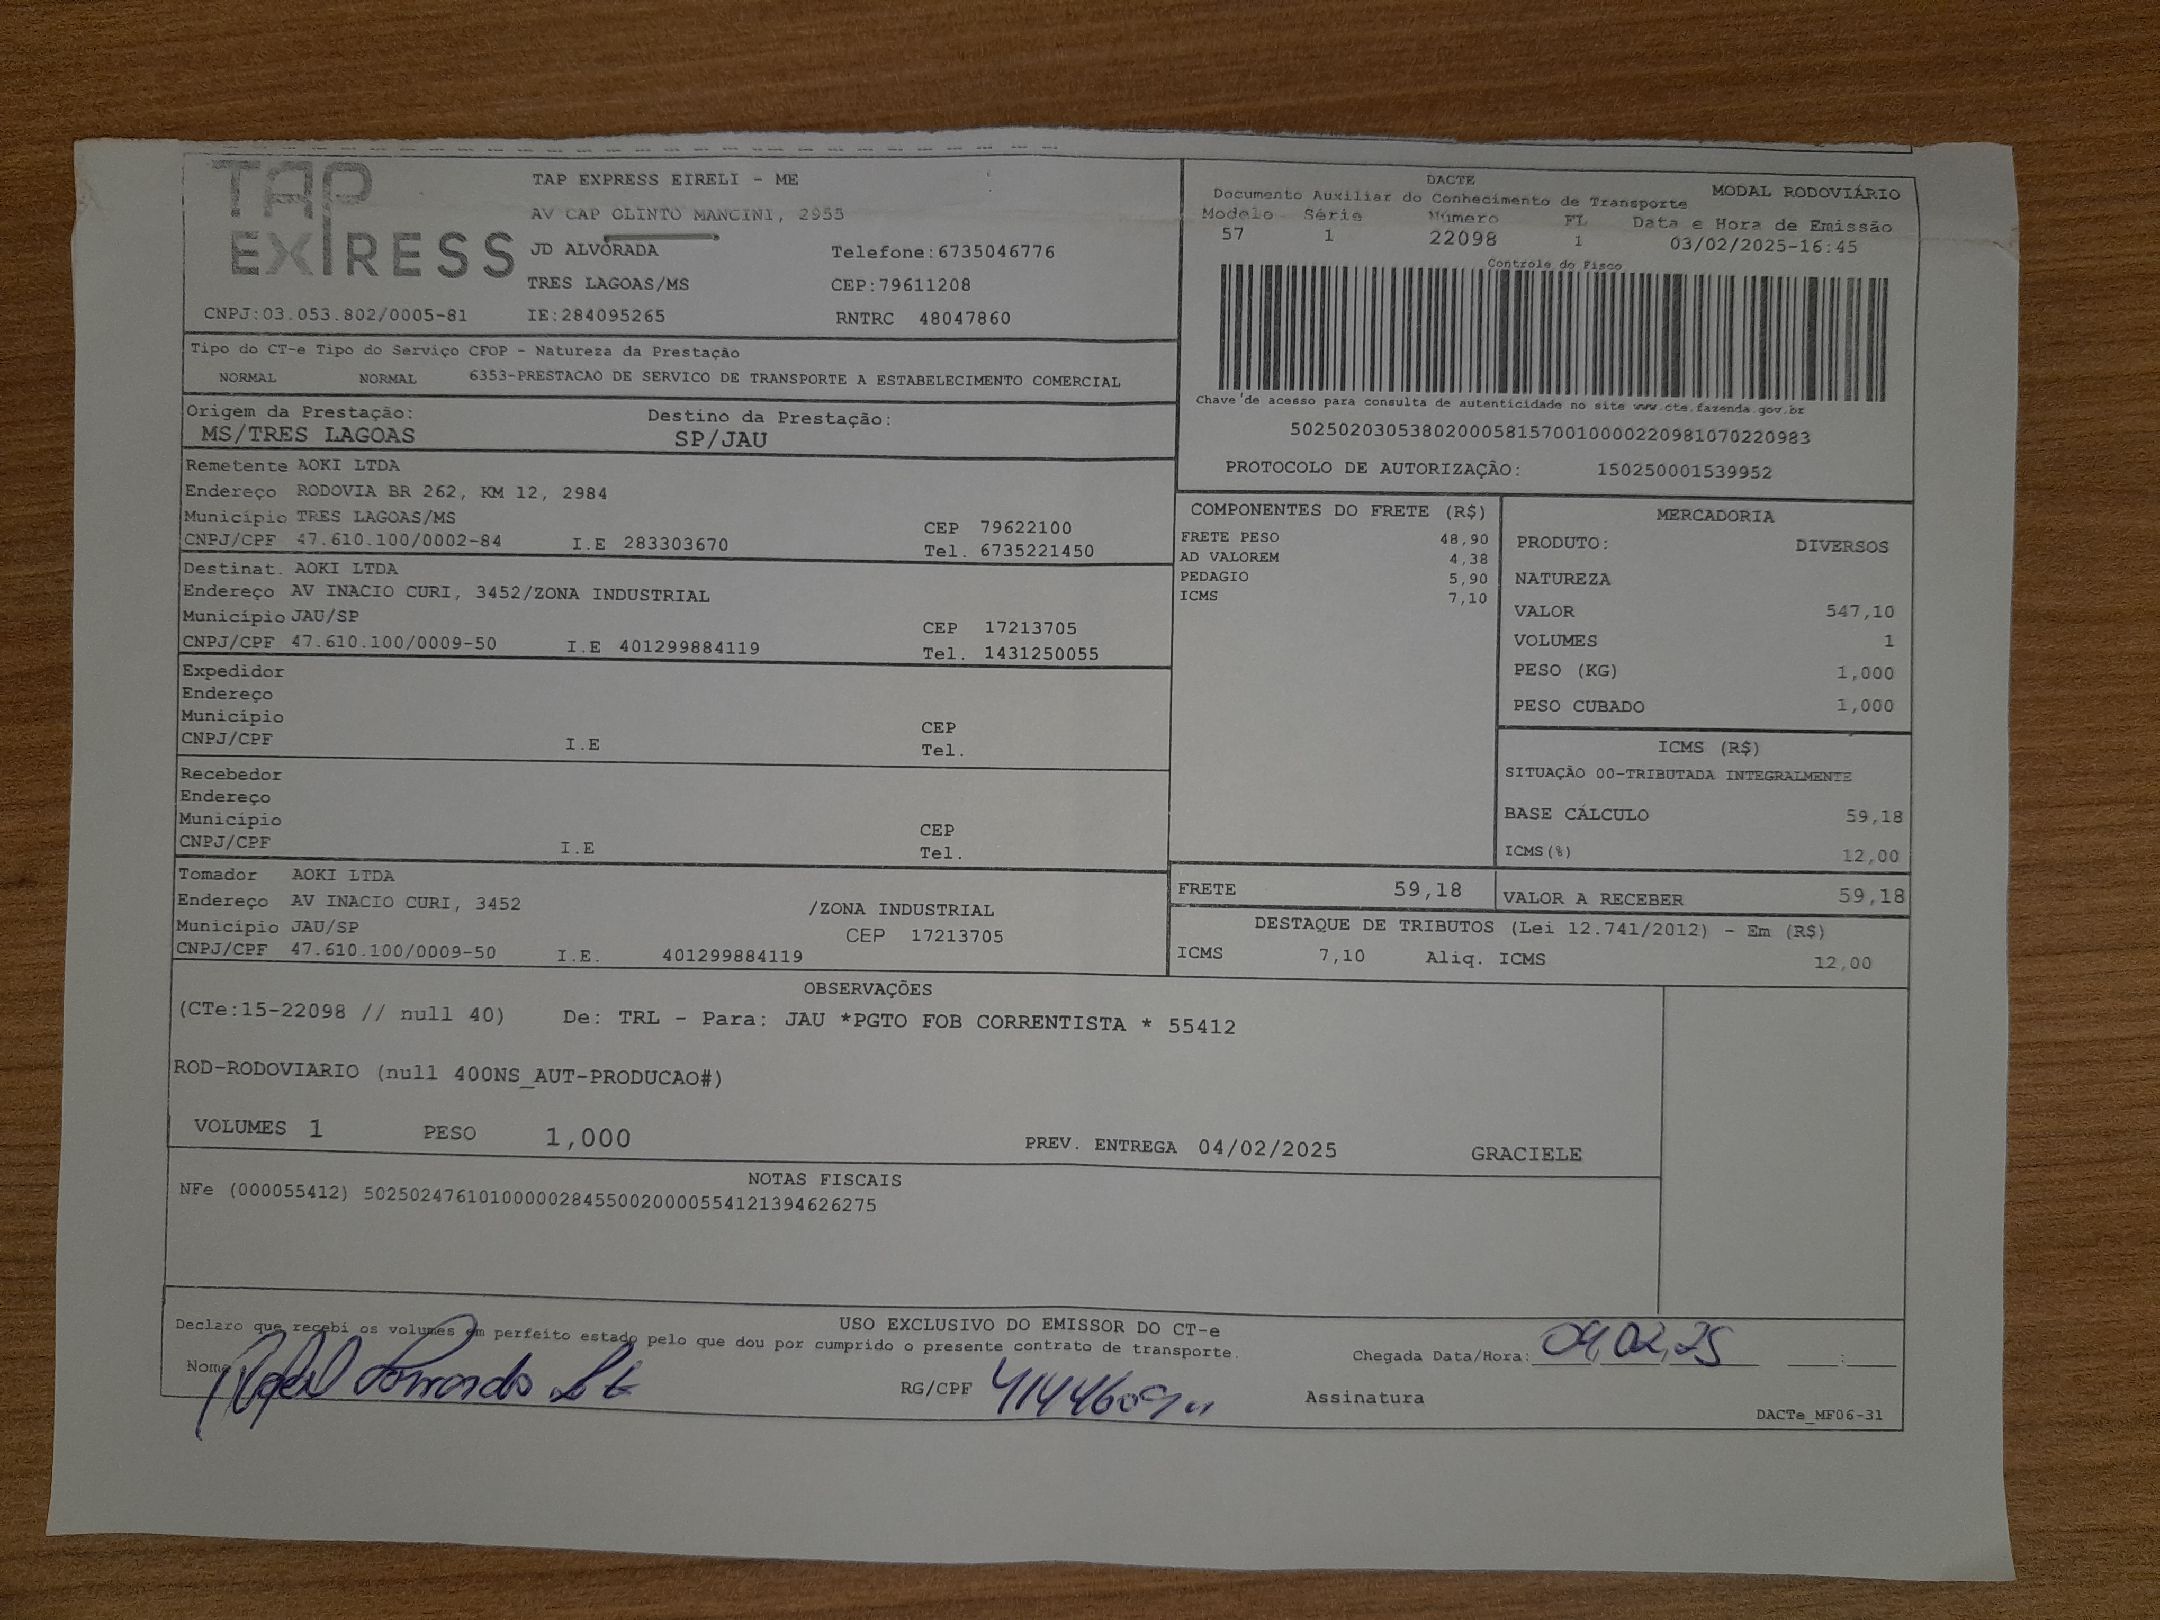 TAP EXPRESS
TAP EXPRESS EIRELI - ME
AV CAP OLINTO MANCINI, 2955
JD ALVORADA Telefone:6735046776
TRES LAGOAS/MS CEP:79611208
CNPJ:03.053.802/0005-81 IE:284095265 RNTRC 48047860
DACTE
Documento Auxiliar do Conhecimento de Transporte MODAL RODOVIÁRIO
Modelo Série Número FL Data e Hora de Emissão
57 1 22098 1 03/02/2025-16:45
Controle do Fisco
Chave de acesso para consulta de autenticidade no site www.cte.fazenda.gov.br
50250203053802000581570010000220981070220983
PROTOCOLO DE AUTORIZAÇÃO: 150250001539952
Tipo do CT-e Tipo do Serviço CFOP - Natureza da Prestação
NORMAL NORMAL 6353-PRESTACAO DE SERVICO DE TRANSPORTE A ESTABELECIMENTO COMERCIAL
Origem da Prestação: Destino da Prestação:
MS/TRES LAGOAS SP/JAU
Remetente AOKI LTDA
Endereço RODOVIA BR 262, KM 12, 2984
Município TRES LAGOAS/MS CEP 79622100
CNPJ/CPF 47.610.100/0002-84 I.E 283303670 Tel. 6735221450
Destinat. AOKI LTDA
Endereço AV INACIO CURI, 3452/ZONA INDUSTRIAL
Município JAU/SP CEP 17213705
CNPJ/CPF 47.610.100/0009-50 I.E 401299884119 Tel. 1431250055
Expedidor
Endereço
Município CEP
CNPJ/CPF I.E Tel.
Recebedor
Endereço
Município CEP
CNPJ/CPF I.E Tel.
Tomador AOKI LTDA
Endereço AV INACIO CURI, 3452 /ZONA INDUSTRIAL
Município JAU/SP CEP 17213705
CNPJ/CPF 47.610.100/0009-50 I.E. 401299884119
COMPONENTES DO FRETE (R$)
FRETE PESO 48,90
AD VALOREM 4,38
PEDAGIO 5,90
ICMS 7,10
MERCADORIA
PRODUTO: DIVERSOS
NATUREZA
VALOR 547,10
VOLUMES 1
PESO (KG) 1,000
PESO CUBADO 1,000
ICMS (R$)
SITUAÇÃO 00-TRIBUTADA INTEGRALMENTE
BASE CÁLCULO 59,18
ICMS(%) 12,00
FRETE 59,18 VALOR A RECEBER 59,18
DESTAQUE DE TRIBUTOS (Lei 12.741/2012) - Em (R$)
ICMS 7,10 Aliq. ICMS 12,00
OBSERVAÇÕES
(CTe:15-22098 // null 40) De: TRL - Para: JAU *PGTO FOB CORRENTISTA * 55412
ROD-RODOVIARIO (null 400NS_AUT-PRODUCAO#)
VOLUMES 1 PESO 1,000 PREV. ENTREGA 04/02/2025 GRACIELE
NOTAS FISCAIS
NFe (000055412) 50250247610100000284550020000554121394626275
USO EXCLUSIVO DO EMISSOR DO CT-e
Declaro que recebi os volumes em perfeito estado pelo que dou por cumprido o presente contrato de transporte.
Chegada Data/Hora: 04,02,25 :
Nome RG/CPF Assinatura
DACTe_MF06-31